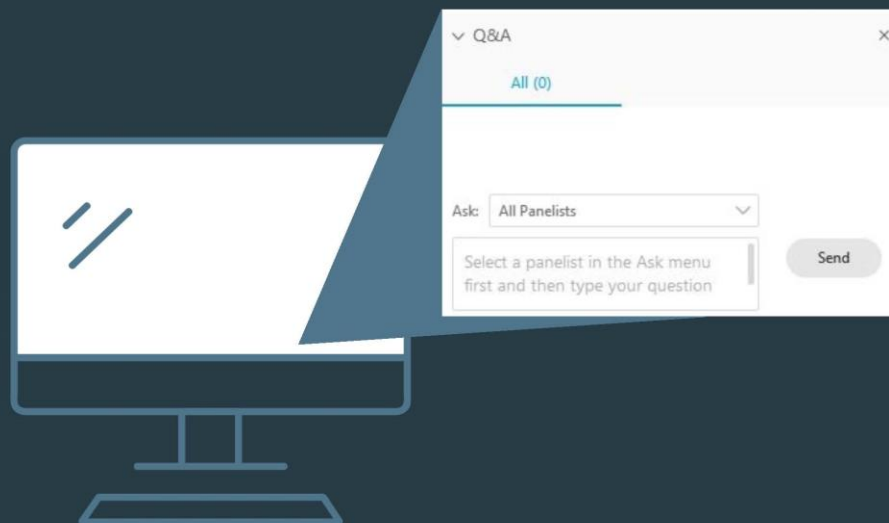 Q&A
All (0)
Ask: All Panelists
Select a panelist in the Ask menu
first and then type your question
Send